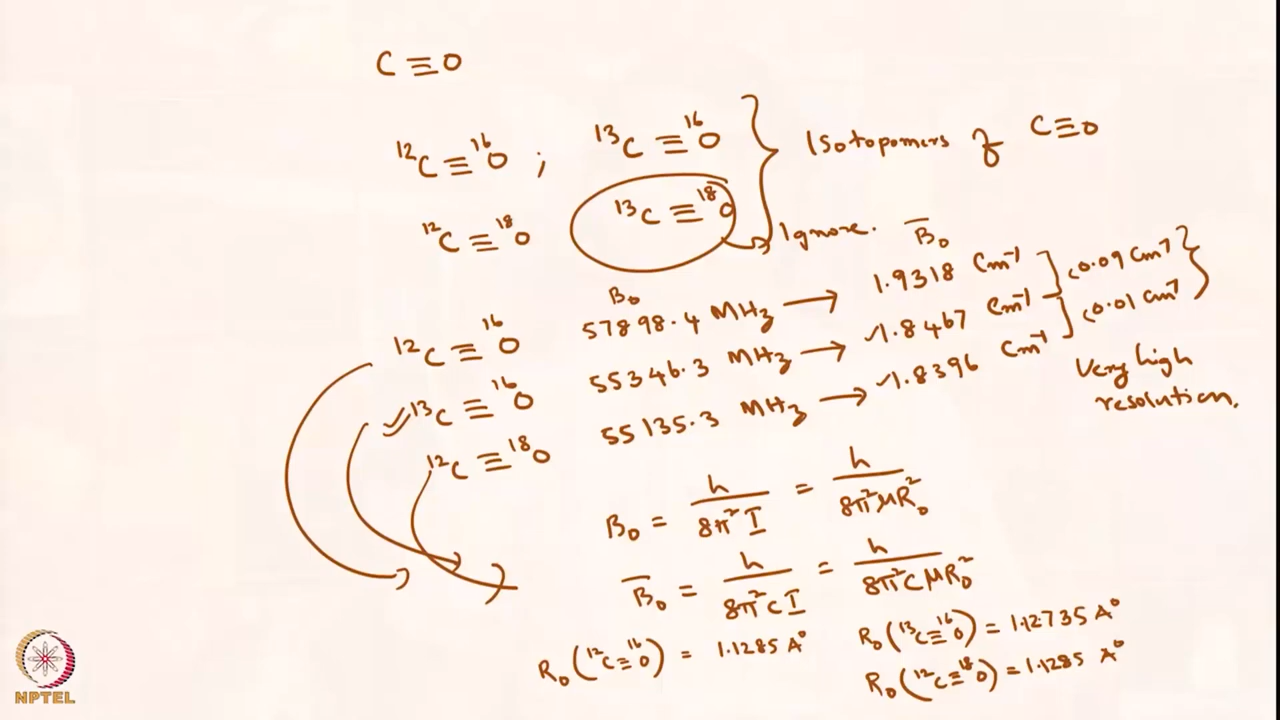 C≡O
¹²C≡¹⁶O ; ¹³C≡¹⁶O } Isotopomers of C≡O
¹²C≡¹⁸O ¹³C≡¹⁸O → Ignore.
B₀ B̅₀
¹²C≡¹⁶O 57898.4 MHz → 1.9318 cm⁻¹ <0.09 cm⁻¹
¹³C≡¹⁶O 55346.3 MHz → 1.8467 cm⁻¹ <0.01 cm⁻¹
¹²C≡¹⁸O 55135.3 MHz → 1.8396 cm⁻¹
Very high
resolution.
B₀ = h / 8π²I = h / 8π²μR₀²
B̅₀ = h / 8π²cI = h / 8π²cμR₀²
R₀(¹²C≡¹⁶O) = 1.1285 A° R₀(¹³C≡¹⁶O) = 1.12735 A°
R₀(¹²C≡¹⁸O) = 1.1285 A°
NPTEL